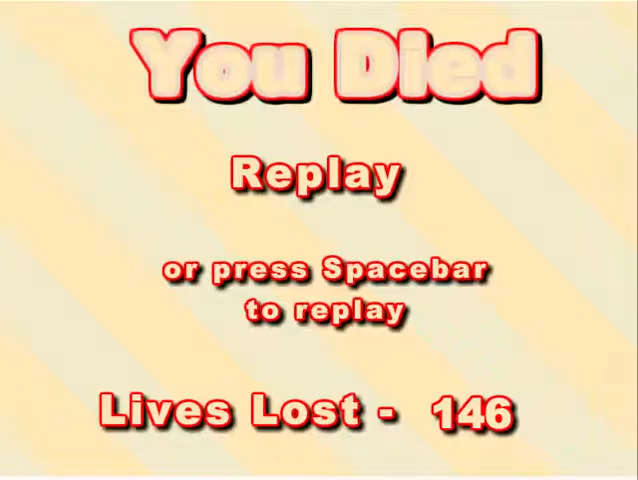 You Died
Replay
or press Spacebar
to replay
Lives Lost - 146